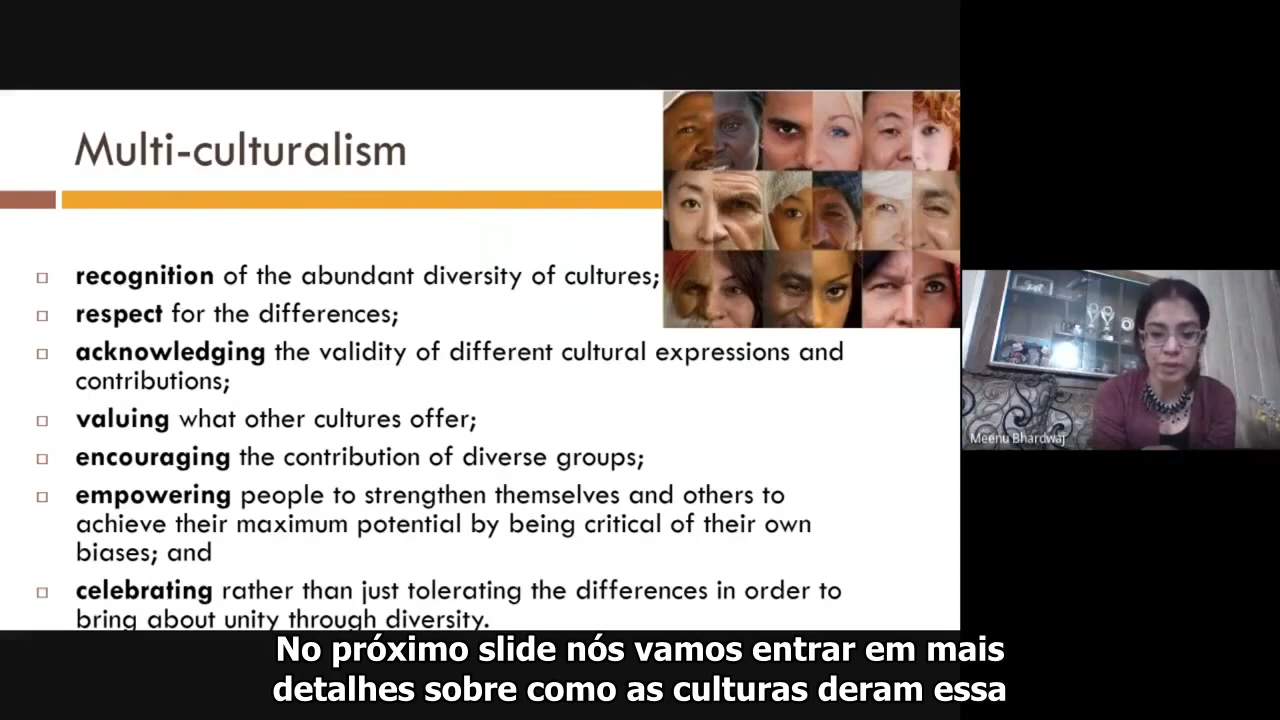 Multi-culturalism
recognition of the abundant diversity of cultures;
respect for the differences;
acknowledging the validity of different cultural expressions and
contributions;
valuing what other cultures offer;
encouraging the contribution of diverse groups;
empowering people to strengthen themselves and others to
achieve their maximum potential by being critical of their own
biases; and
celebrating rather than just tolerating the differences in order to
bring about unity through diversity.
Meenu Bhardwaj
No próximo slide nós vamos entrar em mais
detalhes sobre como as culturas deram essa